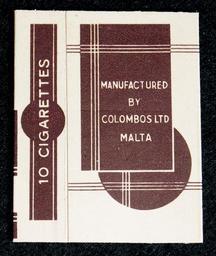 10 CIGARETTES
MANUFACTURED
BY
COLOMBOS LTD
MALTA